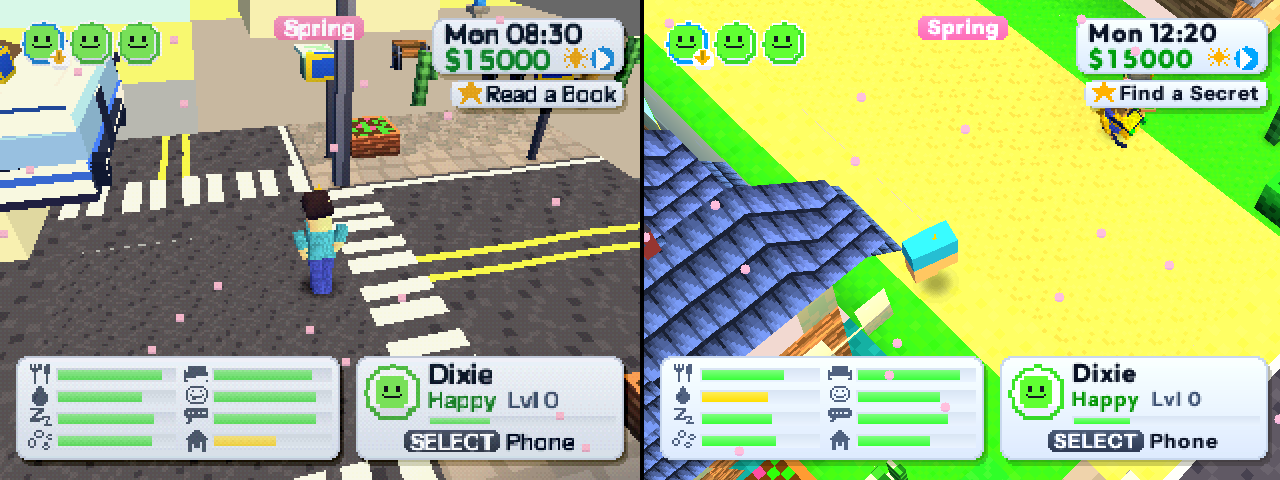 Spring
Mon 08:30
$15000
Read a Book
Dixie
Happy Lvl 0
SELECT Phone
Spring
Mon 12:20
$15000
Find a Secret
Dixie
Happy Lvl 0
SELECT Phone